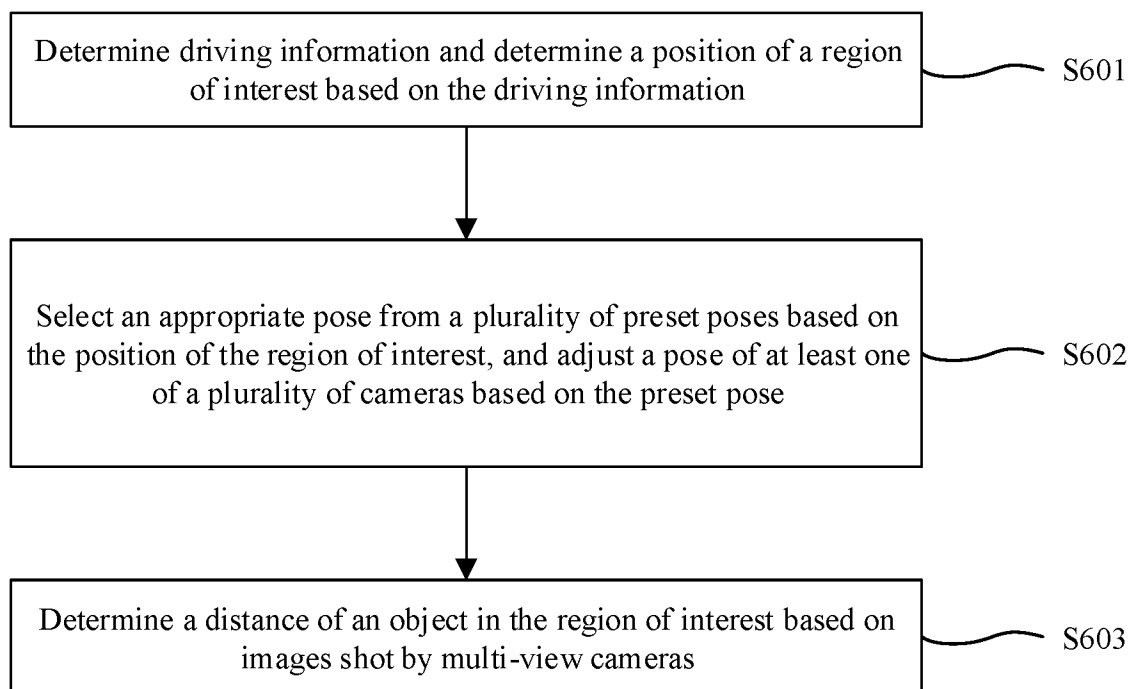 Determine driving information and determine a position of a region
of interest based on the driving information
S601
Select an appropriate pose from a plurality of preset poses based on
the position of the region of interest, and adjust a pose of at least one
of a plurality of cameras based on the preset pose
S602
Determine a distance of an object in the region of interest based on
images shot by multi-view cameras
S603